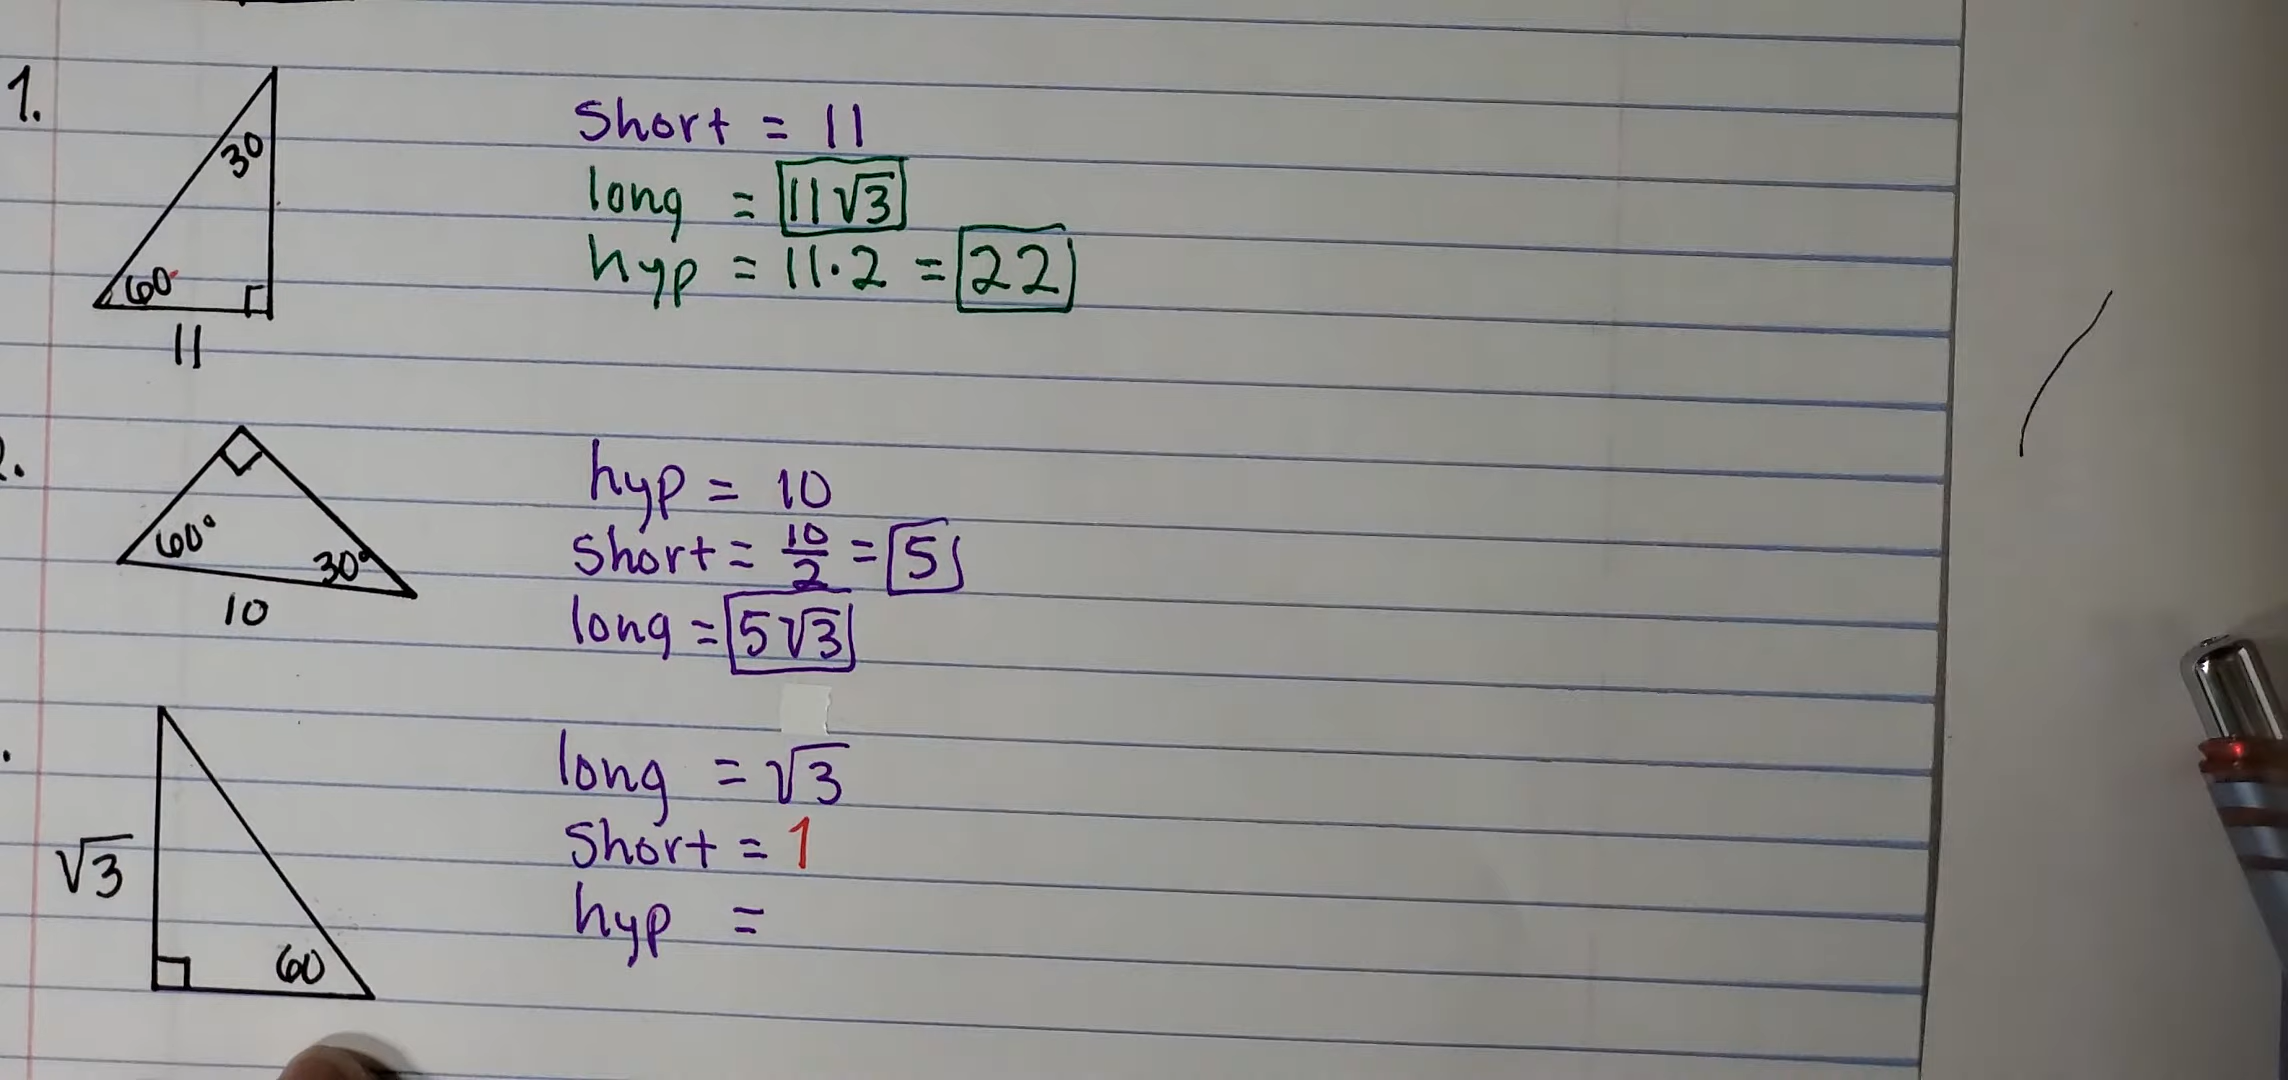 1.
30
60°
11
short = 11
long = 11√3
hyp = 11·2 = 22
60°
30°
10
hyp = 10
short = 10/2 = 5
long = 5√3
√3
60
long = √3
short = 1
hyp =